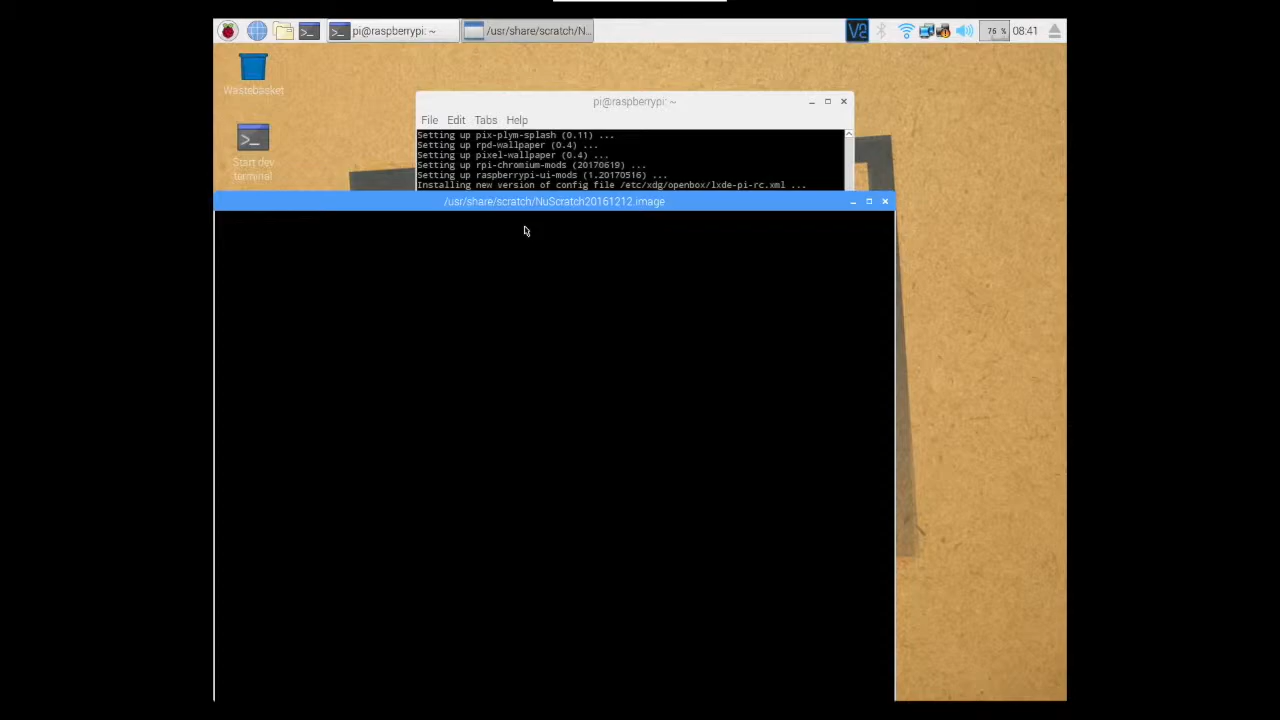 pi@raspberrypi: ~
/usr/share/scratch/N...
76 %
08.41
Wastebasket
Start dev
terminal
pi@raspberrypi: ~
File Edit Tabs Help
Setting up pix-plym-splash (0.11) ...
Setting up rpd-wallpaper (0.4) ...
Setting up pixel-wallpaper (0.4) ...
Setting up rpi-chromium-mods (20170619) ...
Setting up raspberrypi-ui-mods (1.20170516) ...
Installing new version of config file /etc/xdg/openbox/lxde-pi-rc.xml ...
/usr/share/scratch/NuScratch20161212.image